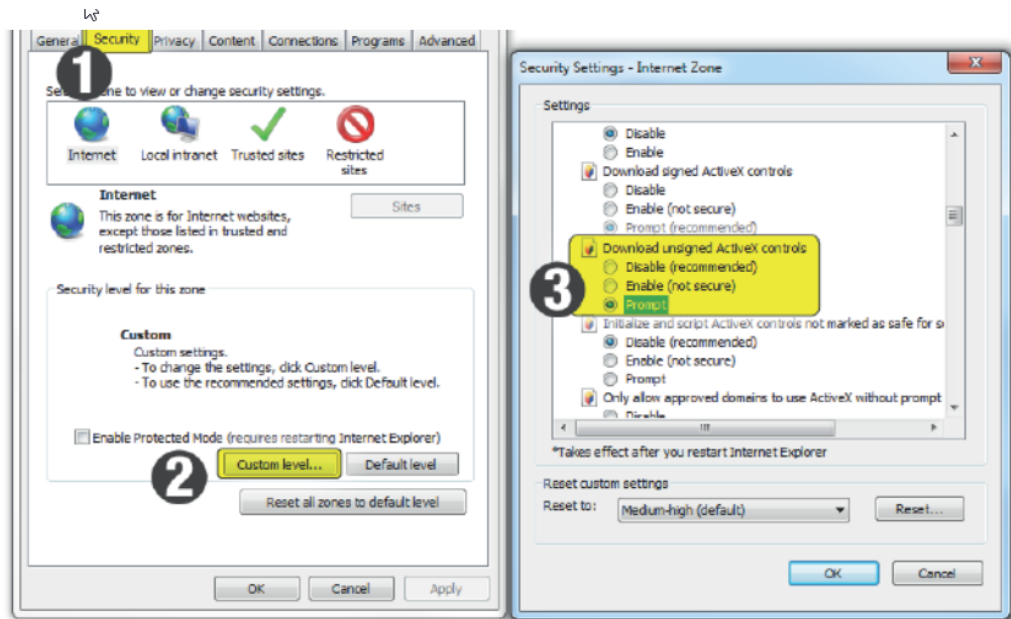 General Security Privacy Content Connections Programs Advanced
1
Se ne to view or change security settings.
Internet Local intranet Trusted sites Restricted
sites
Internet
This zone is for Internet websites,
except those listed in trusted and
restricted zones.
Sites
Security level for this zone
Custom
Custom settings.
- To change the settings, click Custom level.
- To use the recommended settings, click Default level.
Enable Protected Mode (requires restarting Internet Explorer)
2
Custom level... Default level
Reset all zones to default level
OK Cancel Apply
Security Settings - Internet Zone
Settings
Disable
Enable
Download signed ActiveX controls
Disable
Enable (not secure)
Prompt (recommended)
3
Download unsigned ActiveX controls
Disable (recommended)
Enable (not secure)
Prompt
Initialize and script ActiveX controls not marked as safe for s
Disable (recommended)
Enable (not secure)
Prompt
Only allow approved domains to use ActiveX without prompt
Disable
*Takes effect after you restart Internet Explorer
Reset custom settings
Reset to: Medium-high (default) Reset...
OK Cancel